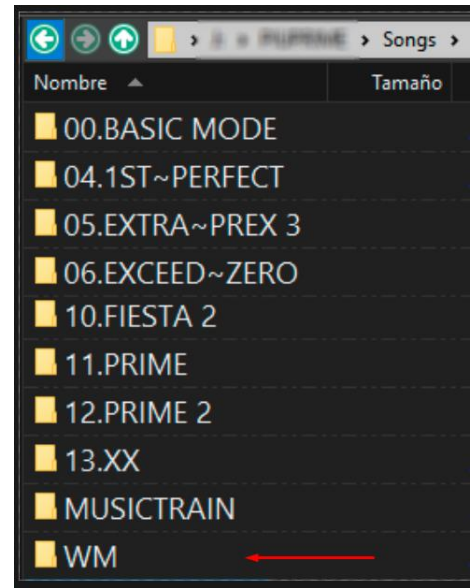 Songs
Nombre Tamaño
00.BASIC MODE
04.1ST~PERFECT
05.EXTRA~PREX 3
06.EXCEED~ZERO
10.FIESTA 2
11.PRIME
12.PRIME 2
13.XX
MUSICTRAIN
WM